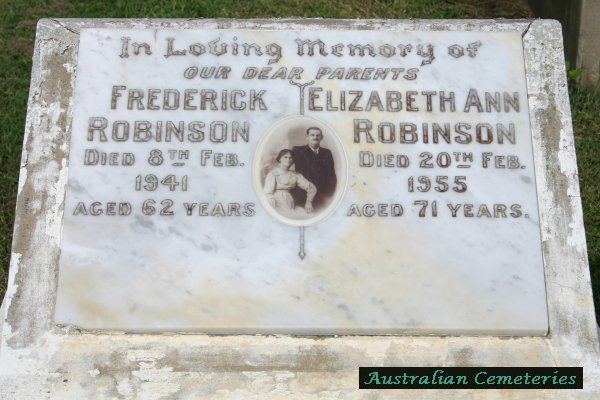 In Loving Memory of
OUR DEAR PARENTS
FREDERICK
ROBINSON
DIED 8TH FEB.
1941
AGED 62 YEARS
ELIZABETH ANN
ROBINSON
DIED 20TH FEB.
1955
AGED 71 YEARS.
Australian Cemeteries